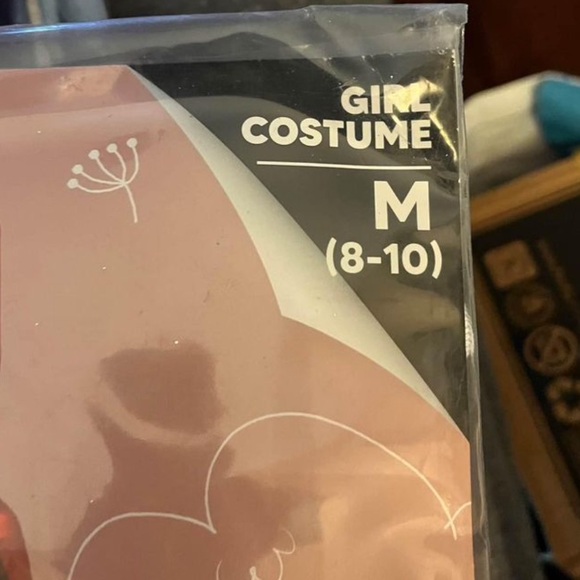 GIRL
COSTUME
M
(8-10)